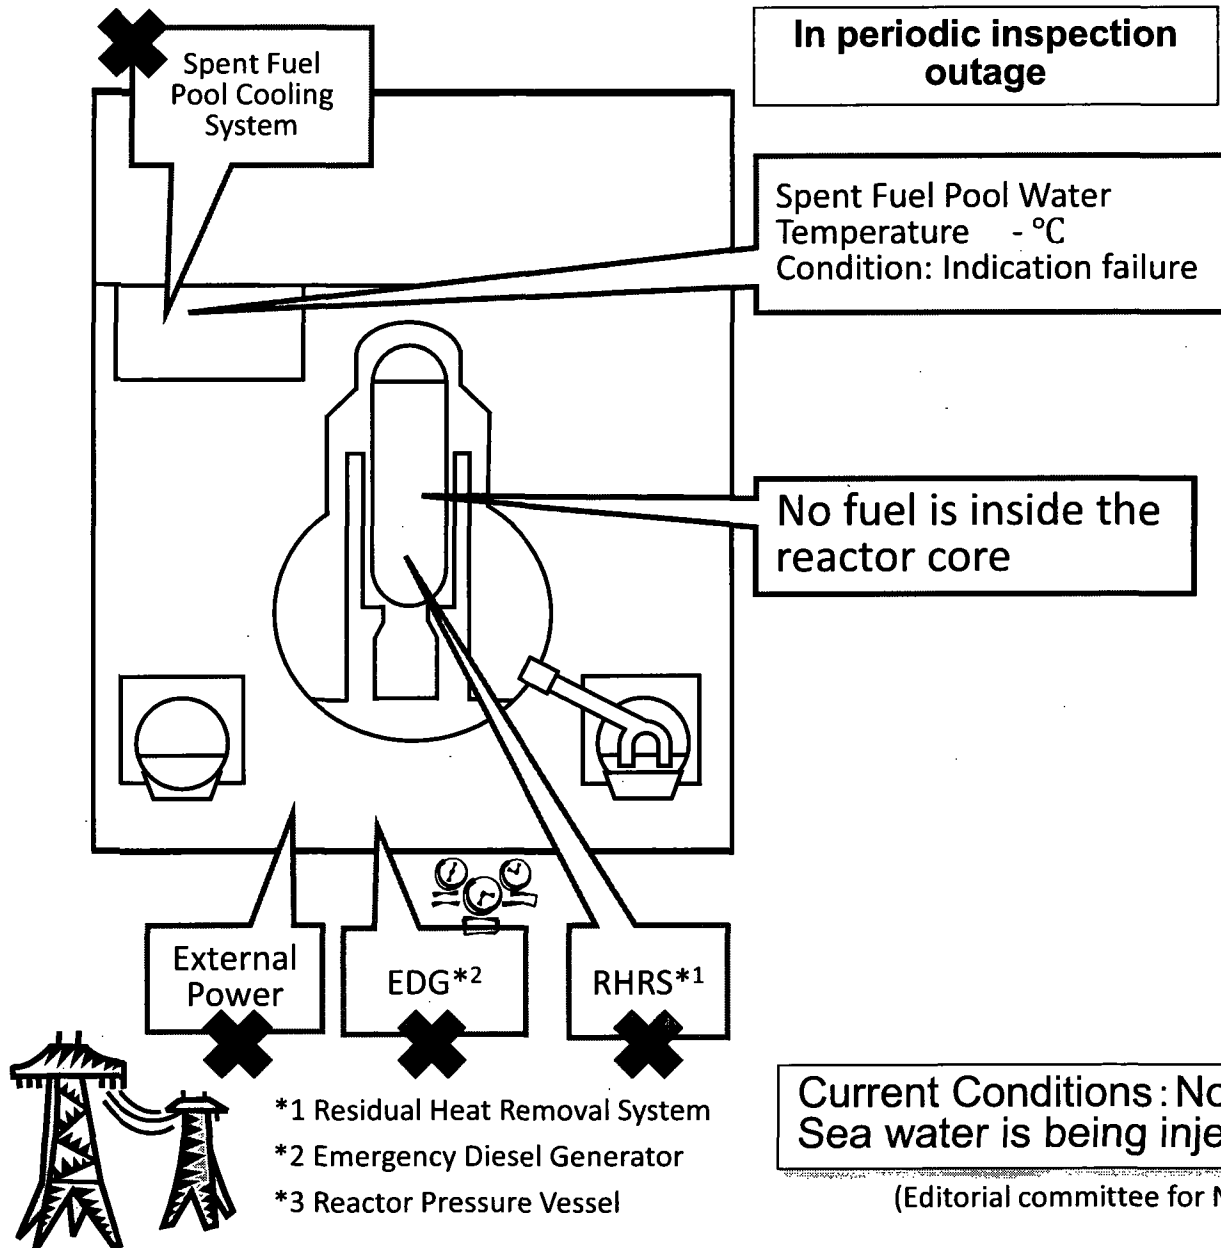 In periodic inspection
outage
Spent Fuel
Pool Cooling
System
Spent Fuel Pool Water
Temperature - °C
Condition: Indication failure
No fuel is inside the
reactor core
External
Power
EDG*2
RHRS*1
*1 Residual Heat Removal System
*2 Emergency Diesel Generator
*3 Reactor Pressure Vessel
Current Conditions : No
Sea water is being inje
(Editorial committee for N